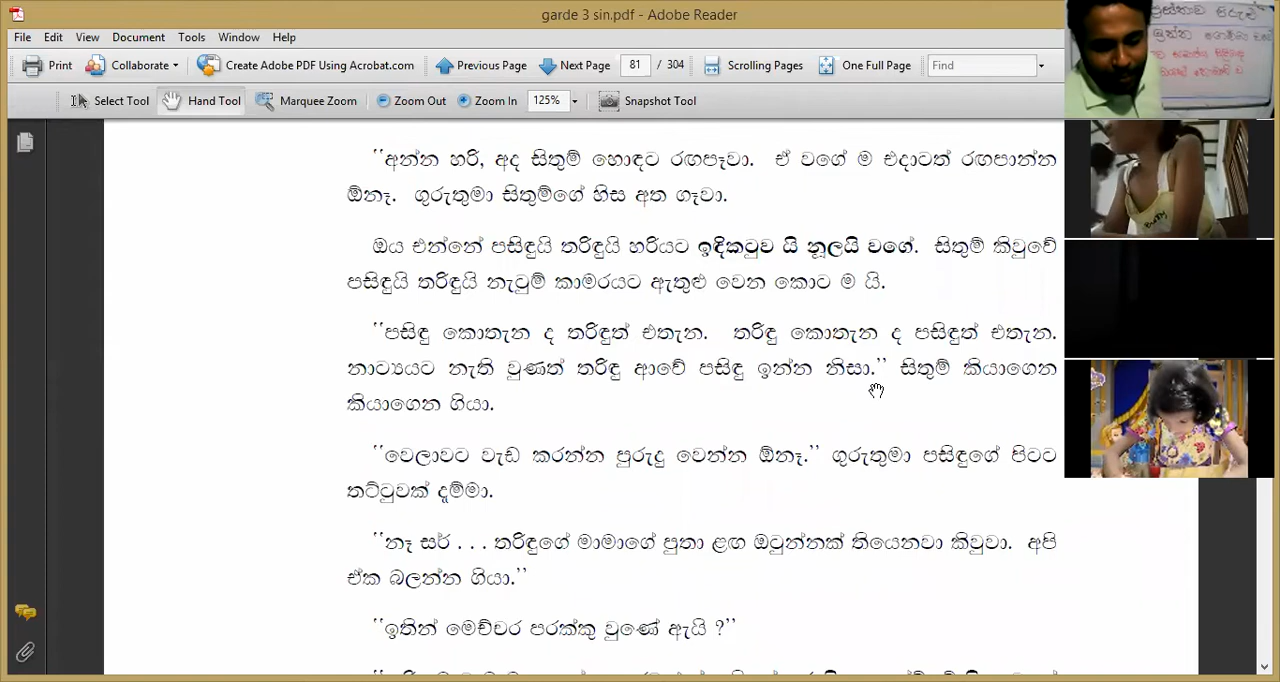 garde 3 sin.pdf - Adobe Reader
File Edit View Document Tools Window Help
Print Collaborate Create Adobe PDF Using Acrobat.com Previous Page Next Page 81 / 304 Scrolling Pages One Full Page Find
Select Tool Hand Tool Marquee Zoom Zoom Out Zoom In 125% Snapshot Tool
‘‘අන්න හරි, අද සිතුම් හොඳට රඟපෑවා. ඒ වගේ ම එදාටත් රඟපාන්න
ඕනෑ. ගුරුතුමා සිතුම්ගේ හිස අත ගෑවා.
ඔය එන්නේ පසිඳුයි තරිඳුයි හරියට ඉඳිකටුව යි නූලයි වගේ. සිතුම් කිවුවේ
පසිඳුයි තරිඳුයි නැටුම් කාමරයට ඇතුළු වෙන කොට ම යි.
‘‘පසිඳු කොතැන ද තරිඳුත් එතැන. තරිඳු කොතැන ද පසිඳුත් එතැන.
නාට්‍යයට නැති වුණත් තරිඳු ආවේ පසිඳු ඉන්න නිසා.’’ සිතුම් කියාගෙන
කියාගෙන ගියා.
‘‘වෙලාවට වැඩ කරන්න පුරුදු වෙන්න ඕනෑ.’’ ගුරුතුමා පසිඳුගේ පිටට
තට්ටුවක් දැම්මා.
‘‘නෑ සර් . . . තරිඳුගේ මාමාගේ පුතා ළඟ ඔටුන්නක් තියෙනවා කිවුවා. අපි
ඒක බලන්න ගියා.’’
‘‘ඉතින් මෙච්චර පරක්කු වුණේ ඇයි ?’’